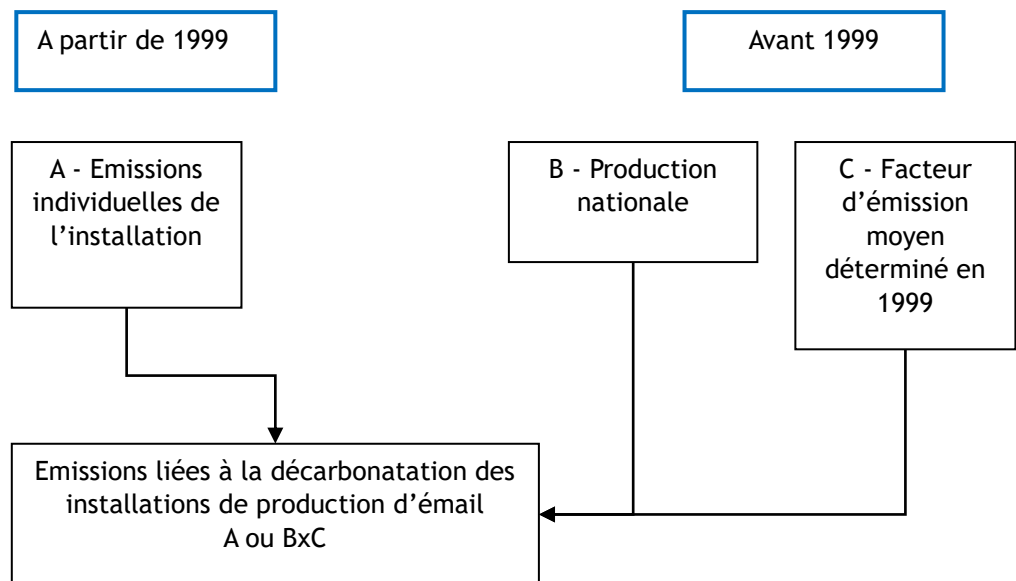 A partir de 1999
Avant 1999
A - Emissions
individuelles de
l’installation
B - Production
nationale
C - Facteur
d’émission
moyen
déterminé en
1999
Emissions liées à la décarbonatation des
installations de production d’émail
A ou BxC